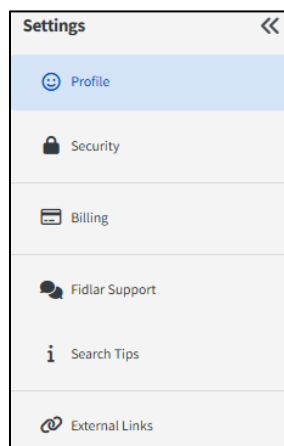 Settings
Profile
Security
Billing
Fidlar Support
Search Tips
External Links